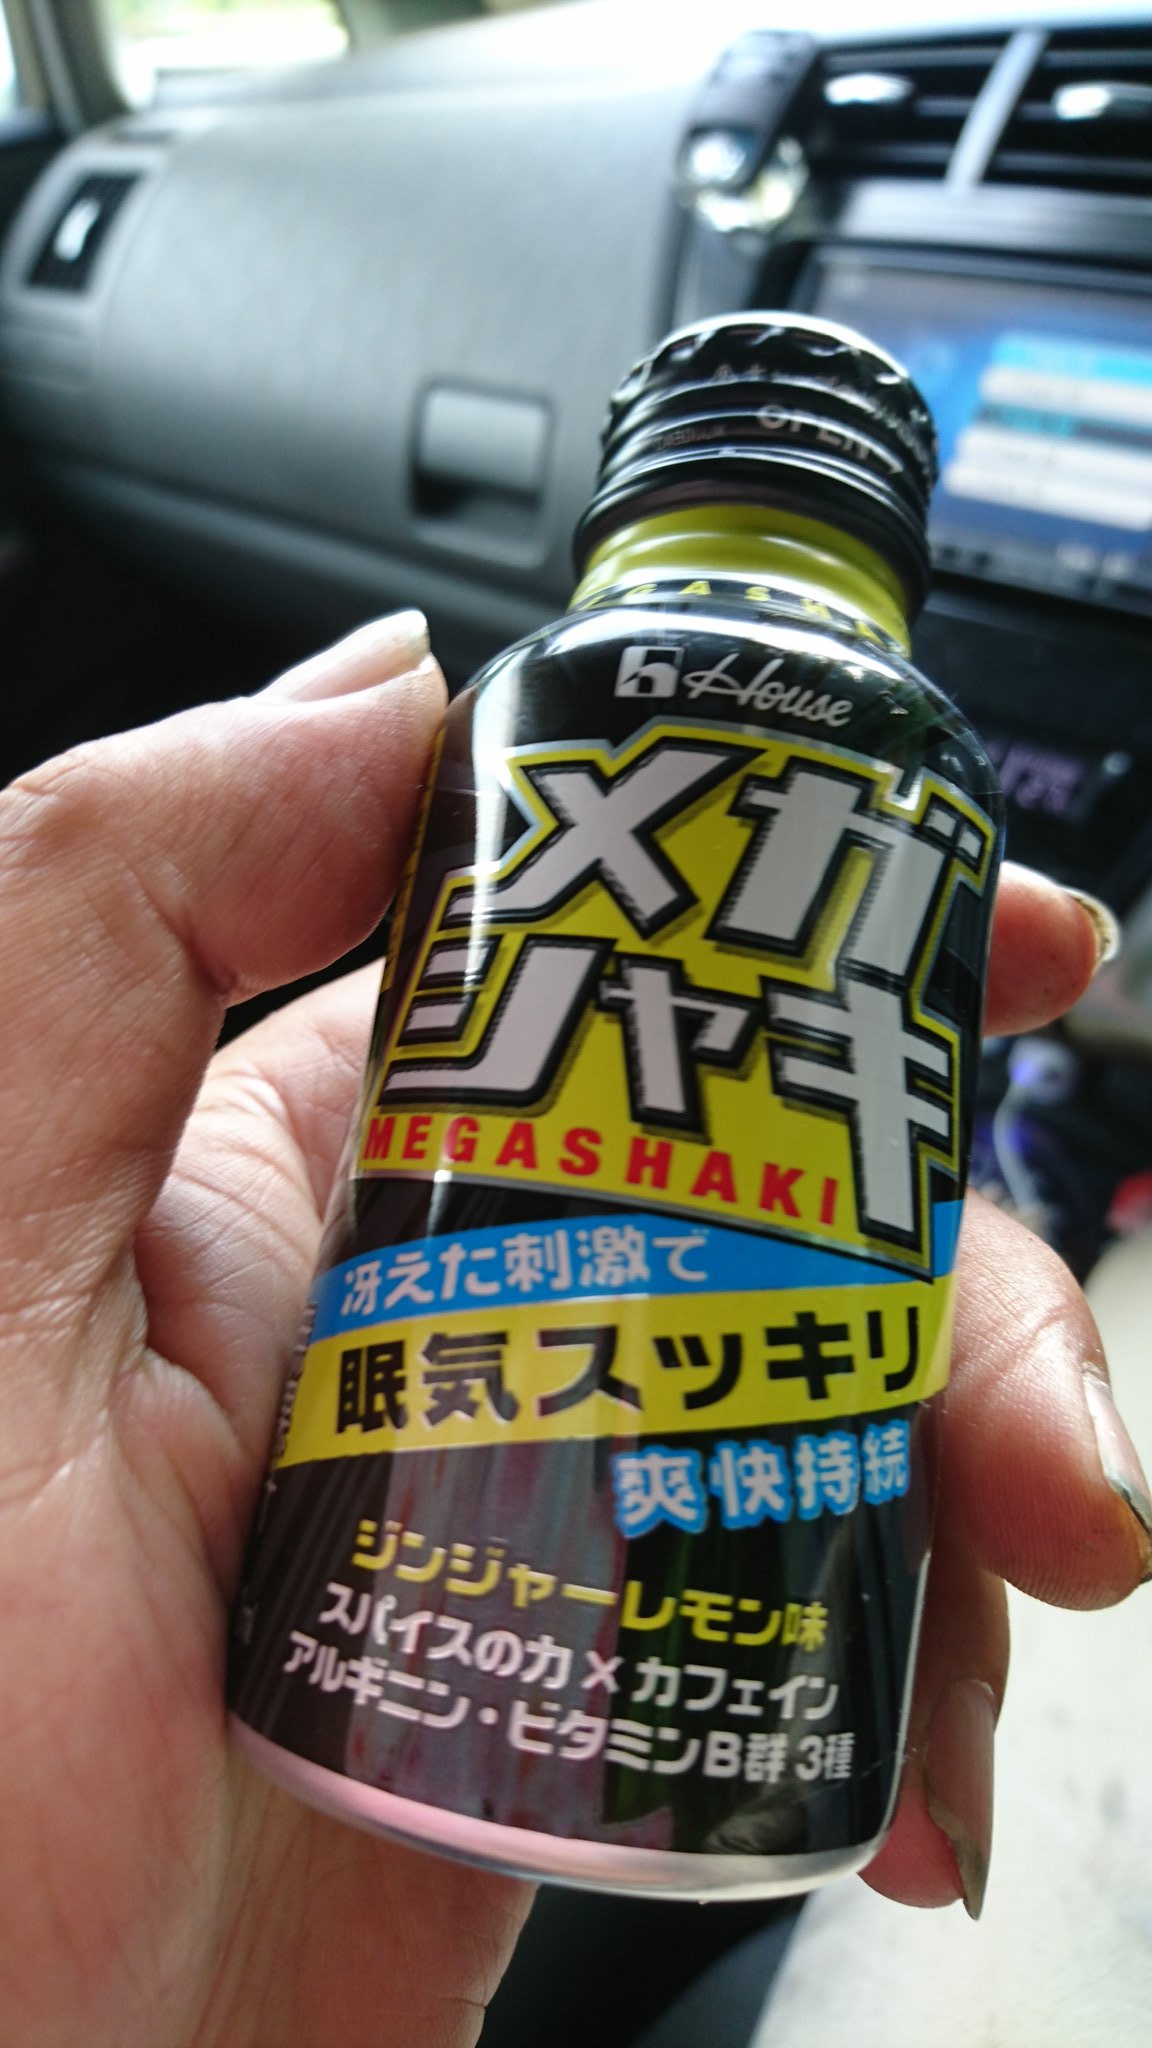 OPEN
MEGASHAKI
House
メガ
シャキ
MEGASHAKI
冴えた刺激で
眠気スッキリ
爽快持続
ジンジャーレモン味
スパイスの力×カフェイン
アルギニン・ビタミンB群3種